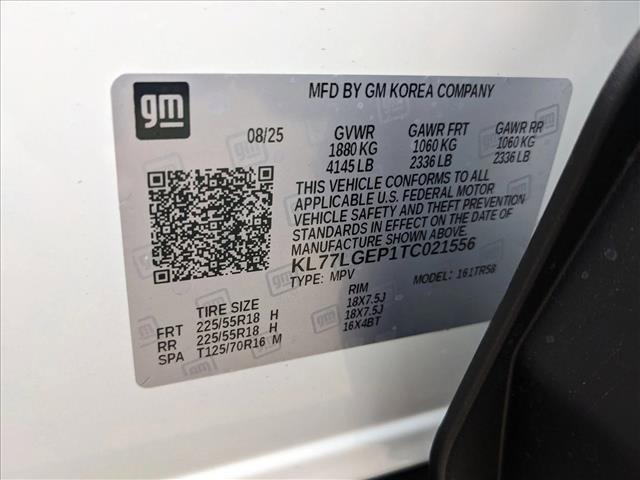 gm
MFD BY GM KOREA COMPANY
08/25 GVWR GAWR FRT GAWR RR
1880 KG 1060 KG 1060 KG
4145 LB 2336 LB 2336 LB
THIS VEHICLE CONFORMS TO ALL
APPLICABLE U.S. FEDERAL MOTOR
VEHICLE SAFETY AND THEFT PREVENTION
STANDARDS IN EFFECT ON THE DATE OF
MANUFACTURE SHOWN ABOVE.
KL77LGEP1TC021556
TYPE: MPV MODEL: 161TR58
TIRE SIZE RIM
FRT 225/55R18 H 18X7.5J
RR 225/55R18 H 18X7.5J
SPA T125/70R16 M 16X4BT